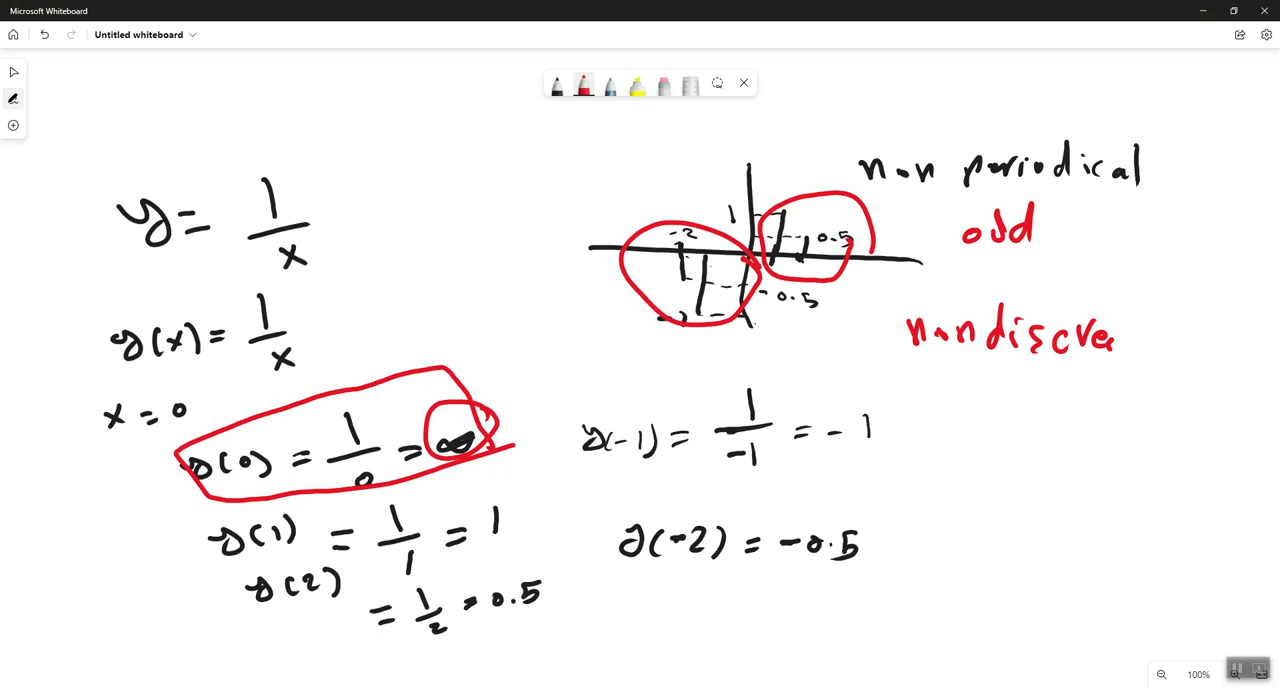 Microsoft Whiteboard
Untitled whiteboard
y = 1/x
y(x) = 1/x
x = 0
y(0) = 1/0 = ∞
y(1) = 1/1 = 1
y(2) = 1/2 = 0.5
1
-2
0.5
-0.5
non periodical
odd
y(-1) = 1/-1 = -1
y(-2) = -0.5
100%